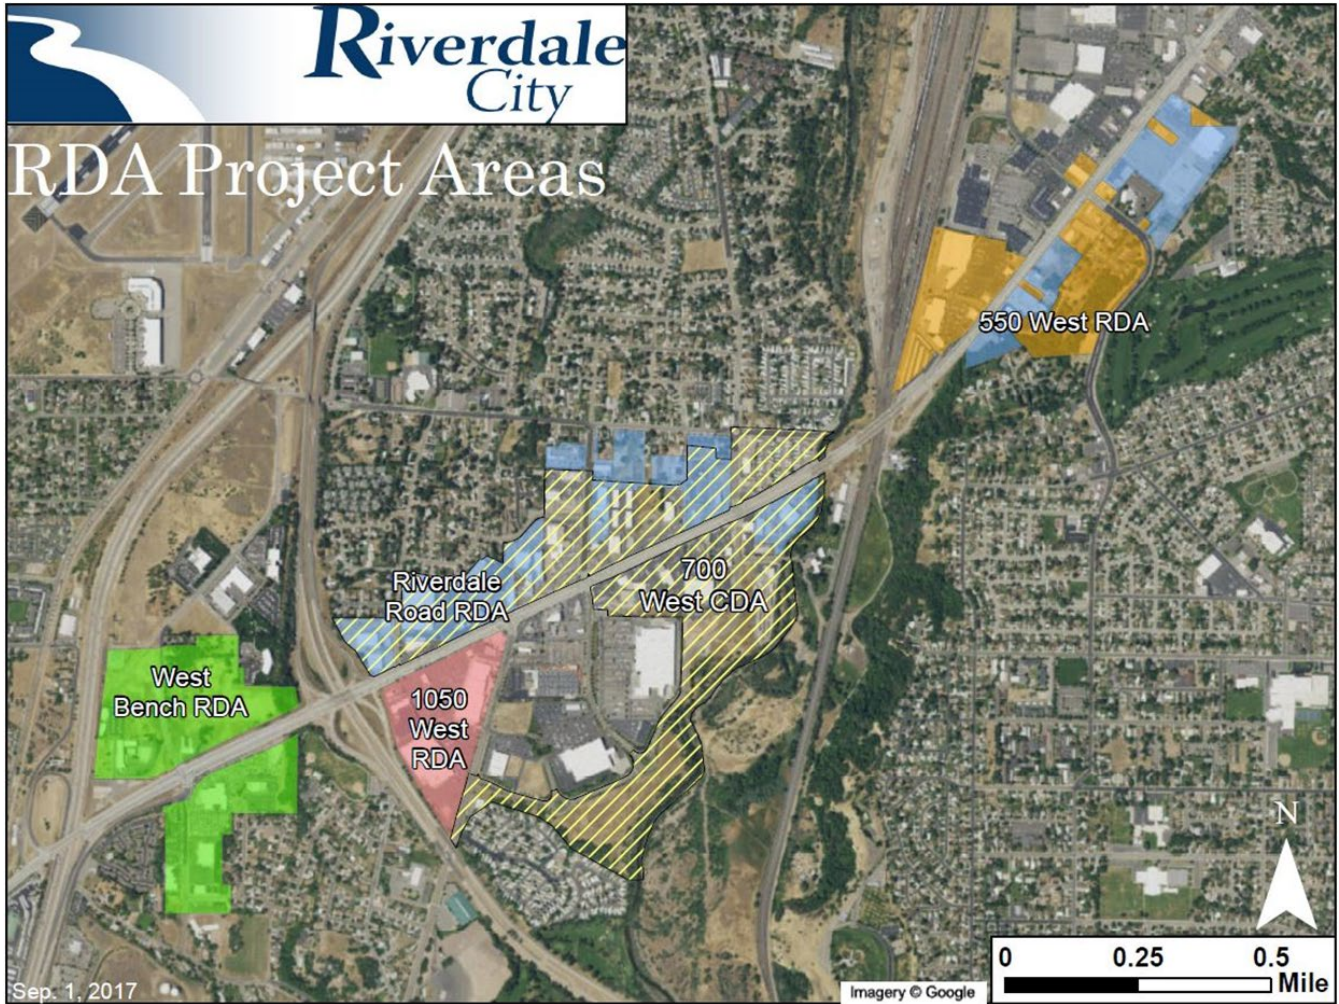 Riverdale
City
RDA Project Areas
550 West RDA
700
West CDA
Riverdale
Road RDA
West
Bench RDA
1050
West
RDA
N
0 0.25 0.5
Mile
Sep. 1, 2017
Imagery © Google